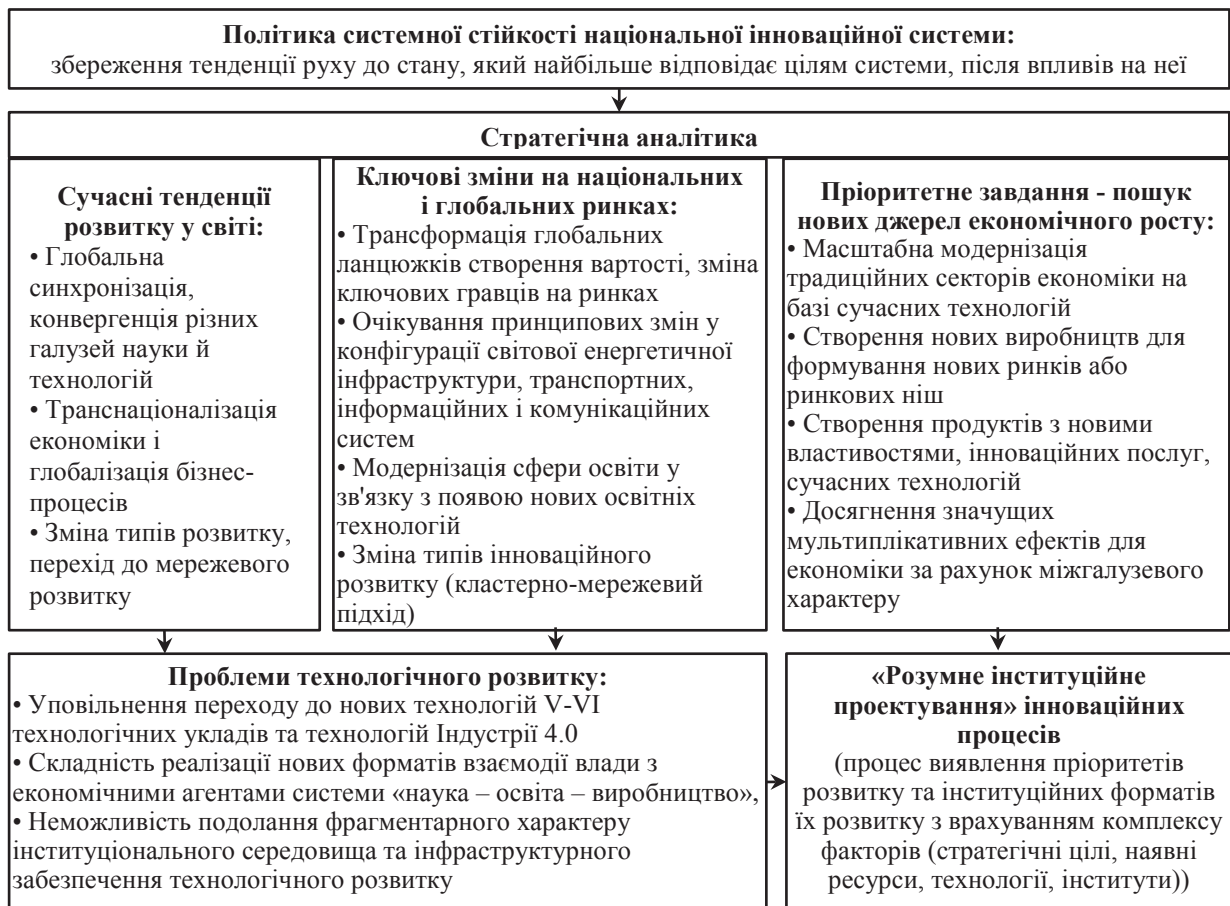 Політика системної стійкості національної інноваційної системи:
збереження тенденції руху до стану, який найбільше відповідає цілям системи, після впливів на неї
Стратегічна аналітика
Сучасні тенденції
розвитку у світі:
• Глобальна
синхронізація,
конвергенція різних
галузей науки й
технологій
• Транснаціоналізація
економіки і
глобалізація бізнес-
процесів
• Зміна типів розвитку,
перехід до мережевого
розвитку
Ключові зміни на національних
і глобальних ринках:
• Трансформація глобальних
ланцюжків створення вартості, зміна
ключових гравців на ринках
• Очікування принципових змін у
конфігурації світової енергетичної
інфраструктури, транспортних,
інформаційних і комунікаційних
систем
• Модернізація сфери освіти у
зв'язку з появою нових освітніх
технологій
• Зміна типів інноваційного
розвитку (кластерно-мережевий
підхід)
Пріоритетне завдання - пошук
нових джерел економічного росту:
• Масштабна модернізація
традиційних секторів економіки на
базі сучасних технологій
• Створення нових виробництв для
формування нових ринків або
ринкових ніш
• Створення продуктів з новими
властивостями, інноваційних послуг,
сучасних технологій
• Досягнення значущих
мультиплікативних ефектів для
економіки за рахунок міжгалузевого
характеру
Проблеми технологічного розвитку:
• Уповільнення переходу до нових технологій V-VI
технологічних укладів та технологій Індустрії 4.0
• Складність реалізації нових форматів взаємодії влади з
економічними агентами системи «наука – освіта – виробництво»,
• Неможливість подолання фрагментарного характеру
інституціонального середовища та інфраструктурного
забезпечення технологічного розвитку
«Розумне інституційне
проектування» інноваційних
процесів
(процес виявлення пріоритетів
розвитку та інституційних форматів
їх розвитку з врахуванням комплексу
факторів (стратегічні цілі, наявні
ресурси, технології, інститути))